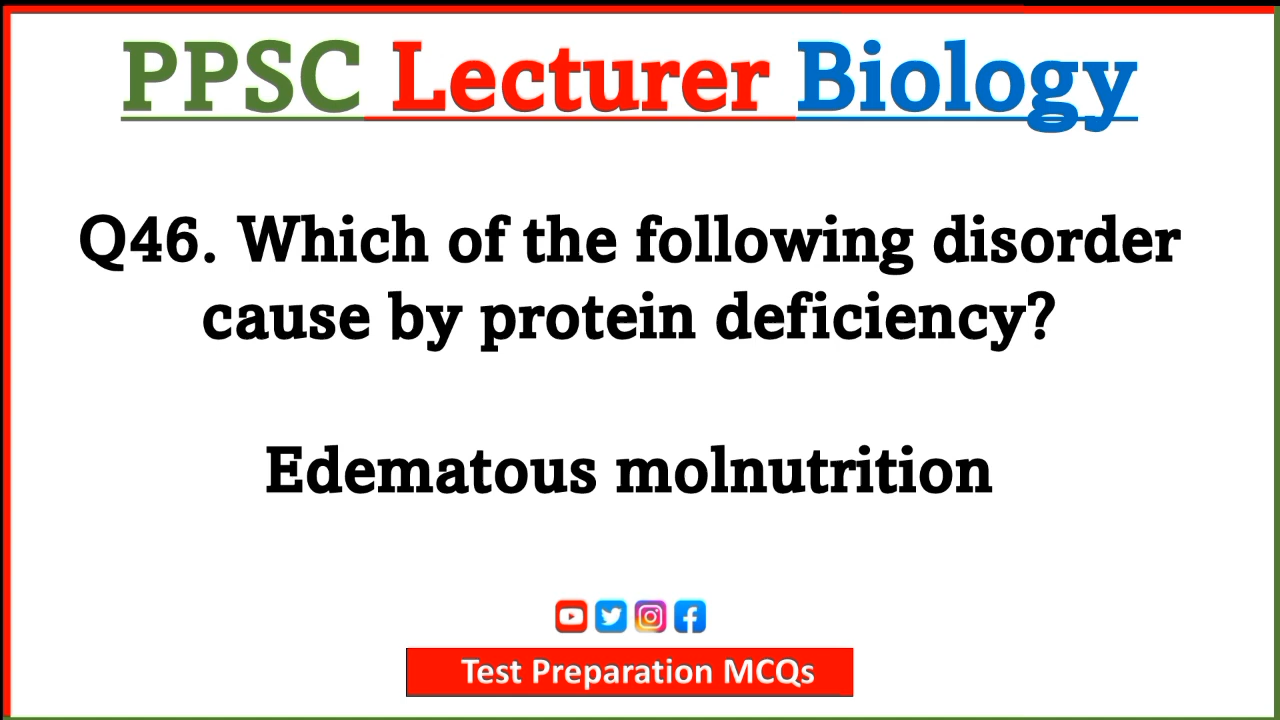 PPSC Lecturer Biology
Q46. Which of the following disorder
cause by protein deficiency?
Edematous molnutrition
Test Preparation MCQs